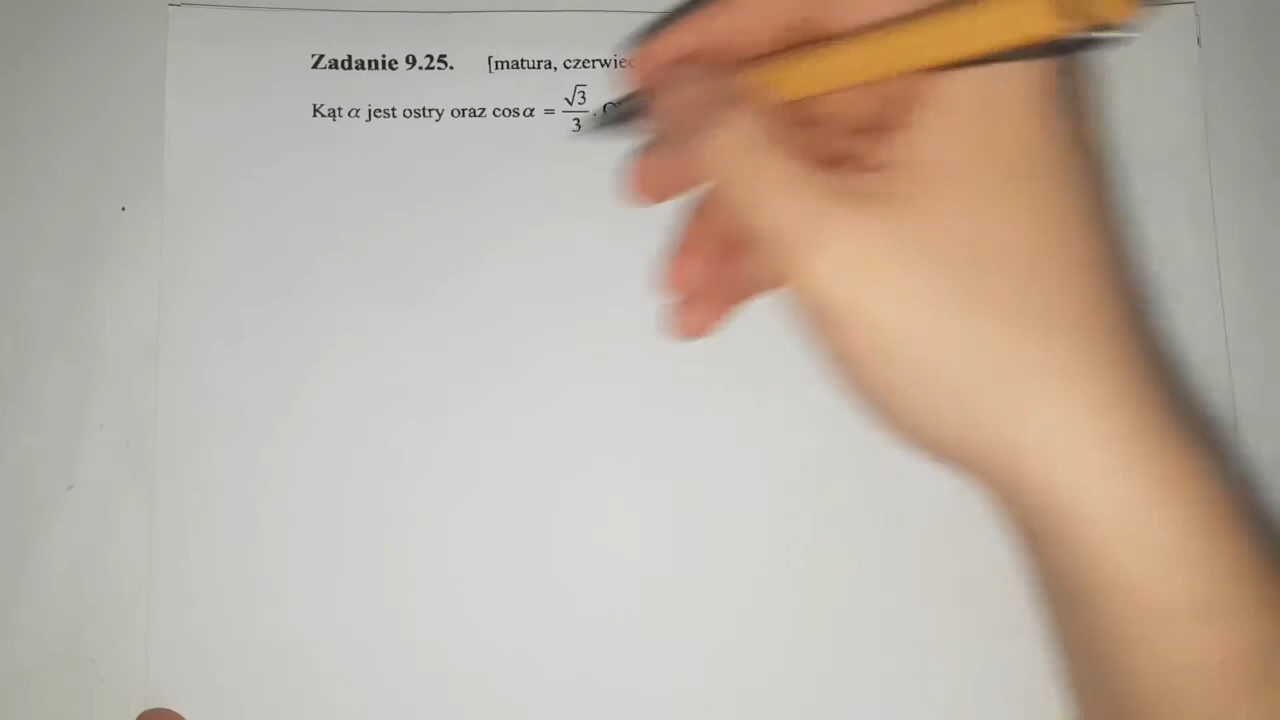 Zadanie 9.25. [matura, czerwiec
Kąt α jest ostry oraz cos α = √3/3.